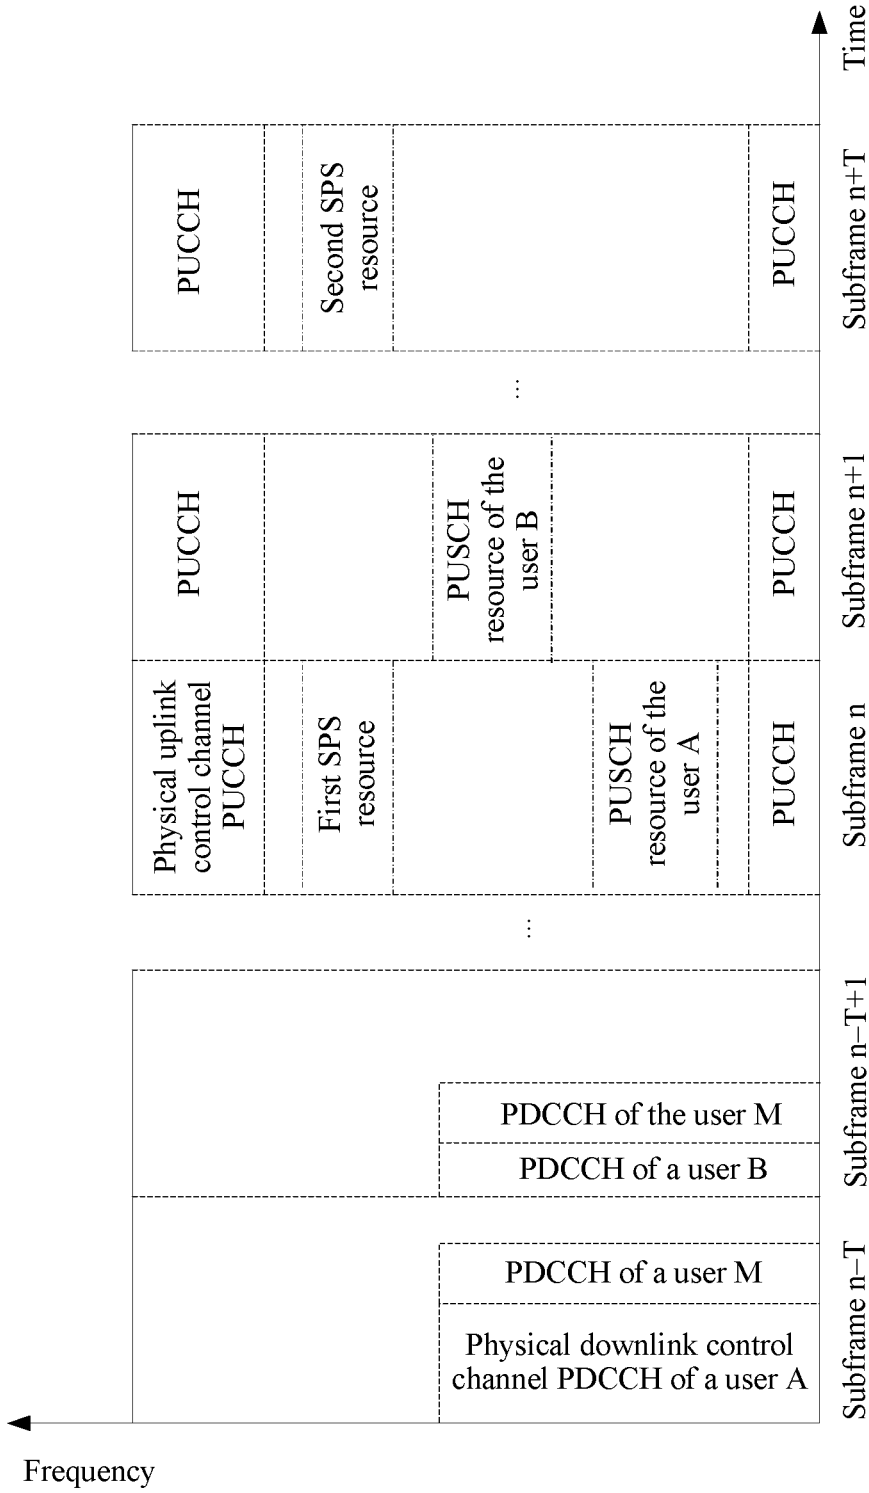 Frequency
Physical downlink control
channel PDCCH of a user A
PDCCH of a user M
Subframe n–T
PDCCH of a user B
PDCCH of the user M
Subframe n–T+1
...
Physical uplink
control channel
PUCCH
First SPS
resource
PUSCH
resource of the
user A
PUCCH
Subframe n
PUCCH
PUSCH
resource of the
user B
PUCCH
Subframe n+1
...
PUCCH
Second SPS
resource
PUCCH
Subframe n+T
Time